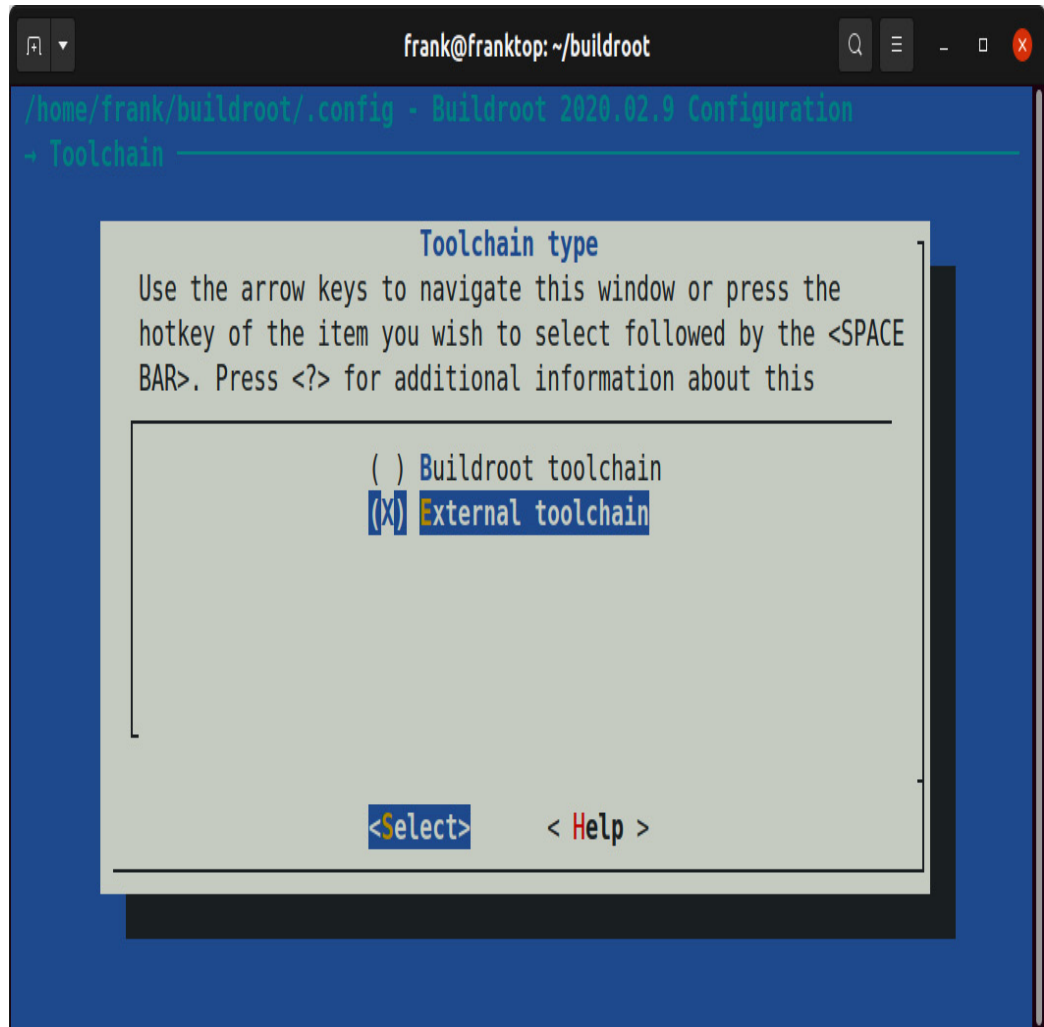 frank@franktop: ~/buildroot
/home/frank/buildroot/.config - Buildroot 2020.02.9 Configuration
→ Toolchain
Toolchain type
Use the arrow keys to navigate this window or press the
hotkey of the item you wish to select followed by the <SPACE
BAR>. Press <?> for additional information about this
( ) Buildroot toolchain
(X) External toolchain
<Select> < Help >